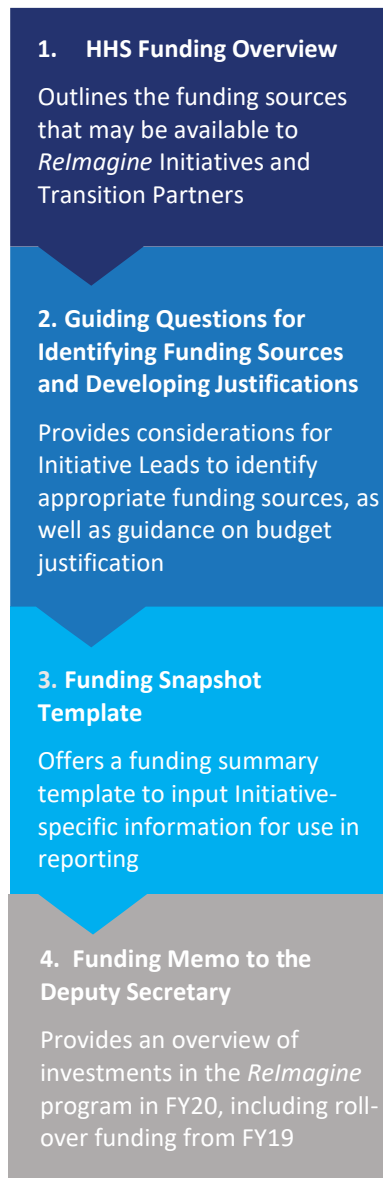 1. HHS Funding Overview
Outlines the funding sources
that may be available to
ReImagine Initiatives and
Transition Partners
2. Guiding Questions for
Identifying Funding Sources
and Developing Justifications
Provides considerations for
Initiative Leads to identify
appropriate funding sources, as
well as guidance on budget
justification
3. Funding Snapshot
Template
Offers a funding summary
template to input Initiative-
specific information for use in
reporting
4. Funding Memo to the
Deputy Secretary
Provides an overview of
investments in the ReImagine
program in FY20, including roll-
over funding from FY19